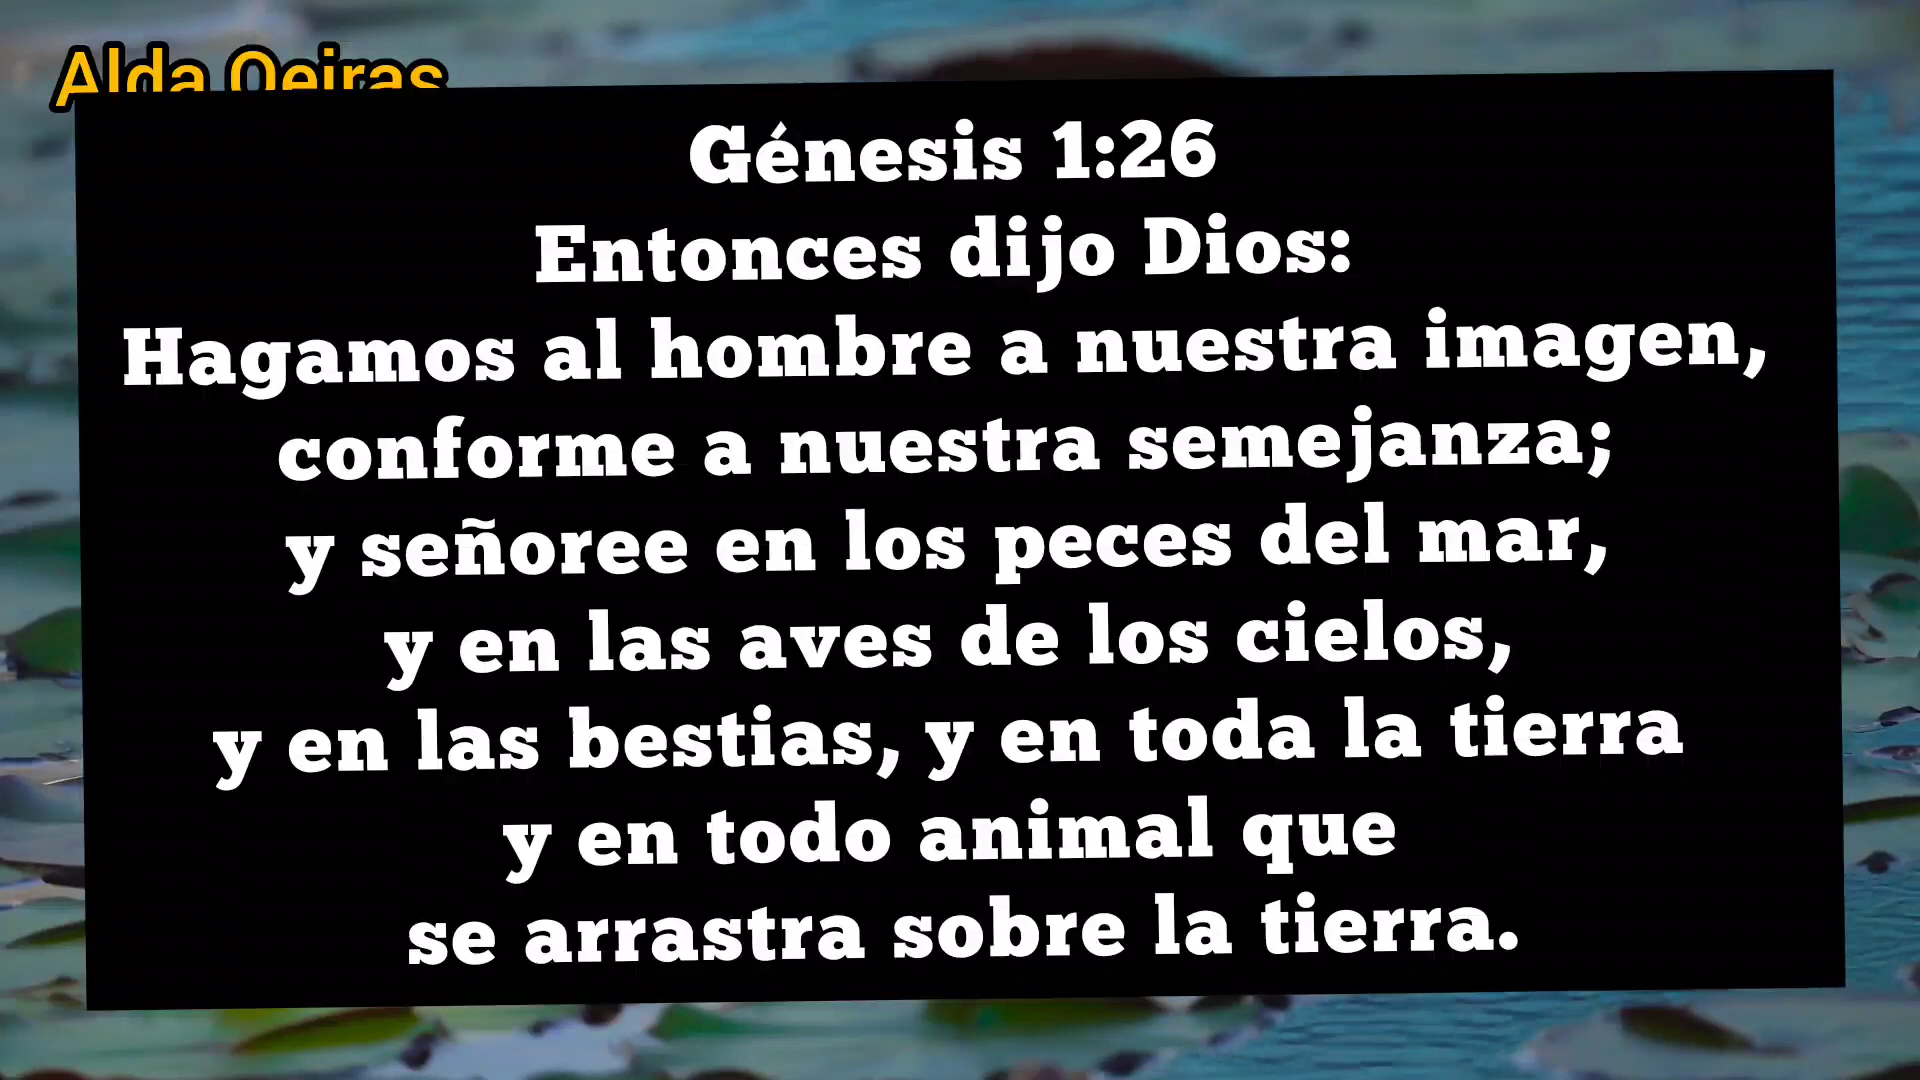 Alda Oeiras
Génesis 1:26
Entonces dijo Dios:
Hagamos al hombre a nuestra imagen,
conforme a nuestra semejanza;
y señoree en los peces del mar,
y en las aves de los cielos,
y en las bestias, y en toda la tierra
y en todo animal que
se arrastra sobre la tierra.